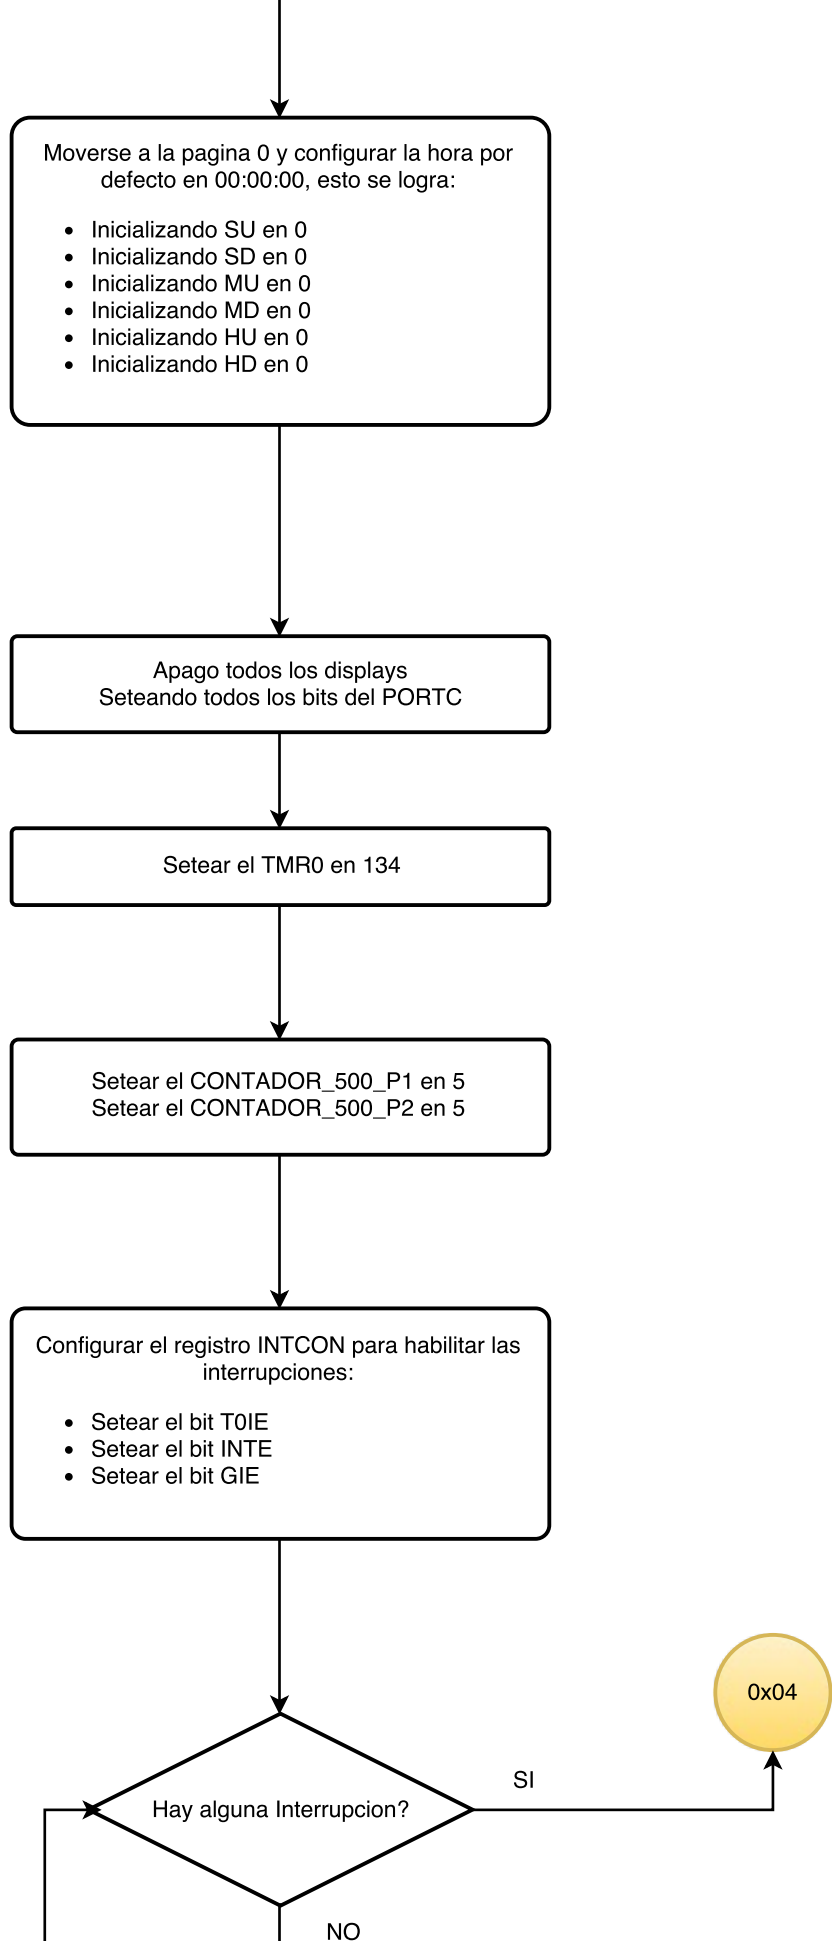 Moverse a la pagina 0 y configurar la hora por
defecto en 00:00:00, esto se logra:
• Inicializando SU en 0
• Inicializando SD en 0
• Inicializando MU en 0
• Inicializando MD en 0
• Inicializando HU en 0
• Inicializando HD en 0
Apago todos los displays
Seteando todos los bits del PORTC
Setear el TMR0 en 134
Setear el CONTADOR_500_P1 en 5
Setear el CONTADOR_500_P2 en 5
Configurar el registro INTCON para habilitar las
interrupciones:
• Setear el bit T0IE
• Setear el bit INTE
• Setear el bit GIE
0x04
SI
Hay alguna Interrupcion?
NO